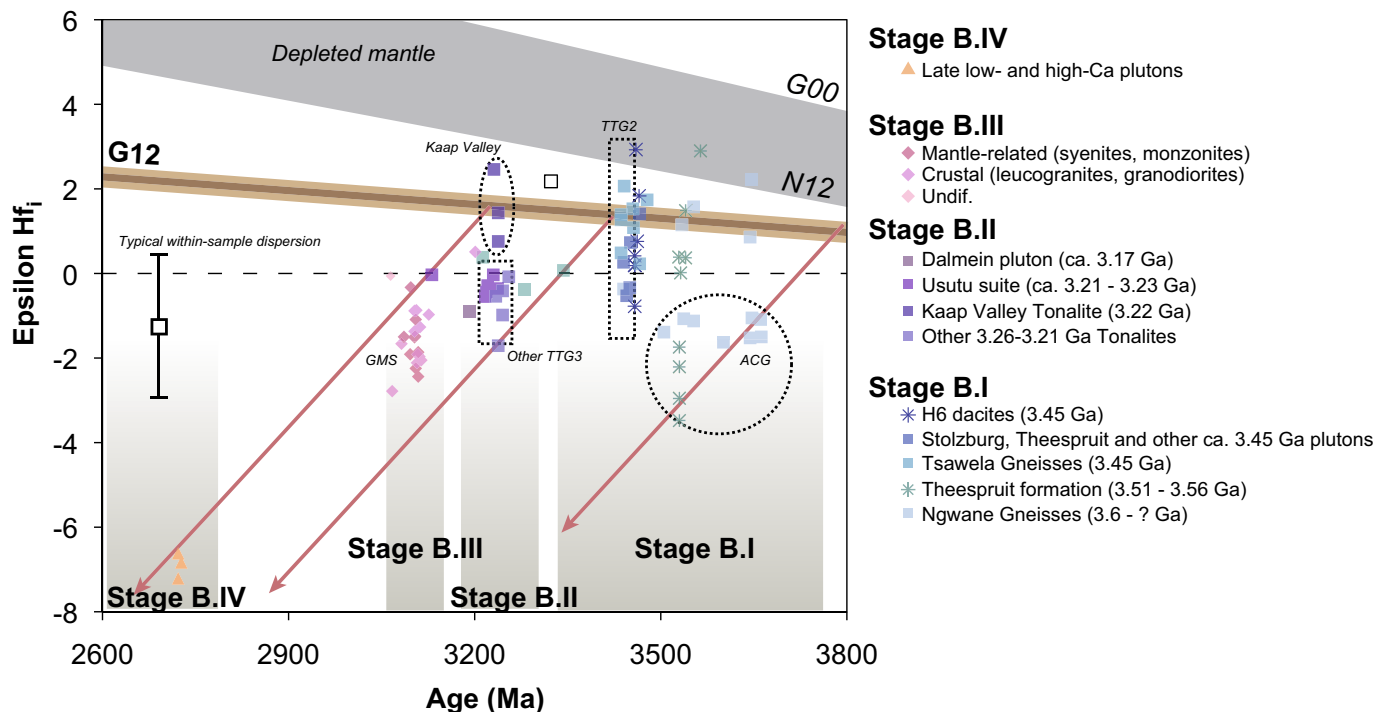 6
4
2
0
-2
-4
-6
-8
Epsilon Hfi
2600
2900
3200
3500
3800
Age (Ma)
Depleted mantle
G00
N12
G12
TTG2
Kaap Valley
Typical within-sample dispersion
GMS
Other TTG3
ACG
Stage B.III
Stage B.I
Stage B.IV
Stage B.II
Stage B.IV
Late low- and high-Ca plutons
Stage B.III
Mantle-related (syenites, monzonites)
Crustal (leucogranites, granodiorites)
Undif.
Stage B.II
Dalmein pluton (ca. 3.17 Ga)
Usutu suite (ca. 3.21 - 3.23 Ga)
Kaap Valley Tonalite (3.22 Ga)
Other 3.26-3.21 Ga Tonalites
Stage B.I
H6 dacites (3.45 Ga)
Stolzburg, Theespruit and other ca. 3.45 Ga plutons
Tsawela Gneisses (3.45 Ga)
Theespruit formation (3.51 - 3.56 Ga)
Ngwane Gneisses (3.6 - ? Ga)